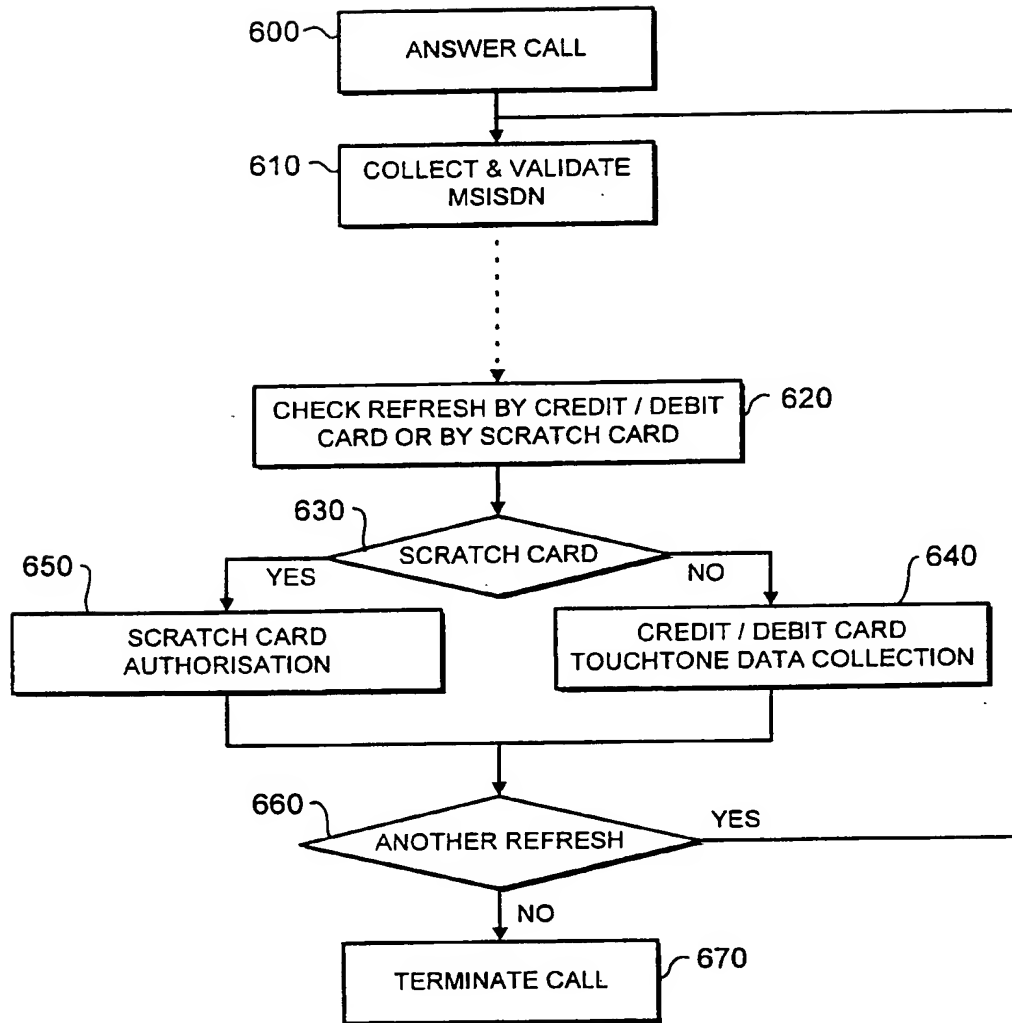 600
ANSWER CALL
610
COLLECT & VALIDATE
MSISDN
CHECK REFRESH BY CREDIT / DEBIT
CARD OR BY SCRATCH CARD
620
630
SCRATCH CARD
650
YES
NO
640
SCRATCH CARD
AUTHORISATION
CREDIT / DEBIT CARD
TOUCHTONE DATA COLLECTION
660
ANOTHER REFRESH
YES
NO
TERMINATE CALL
670